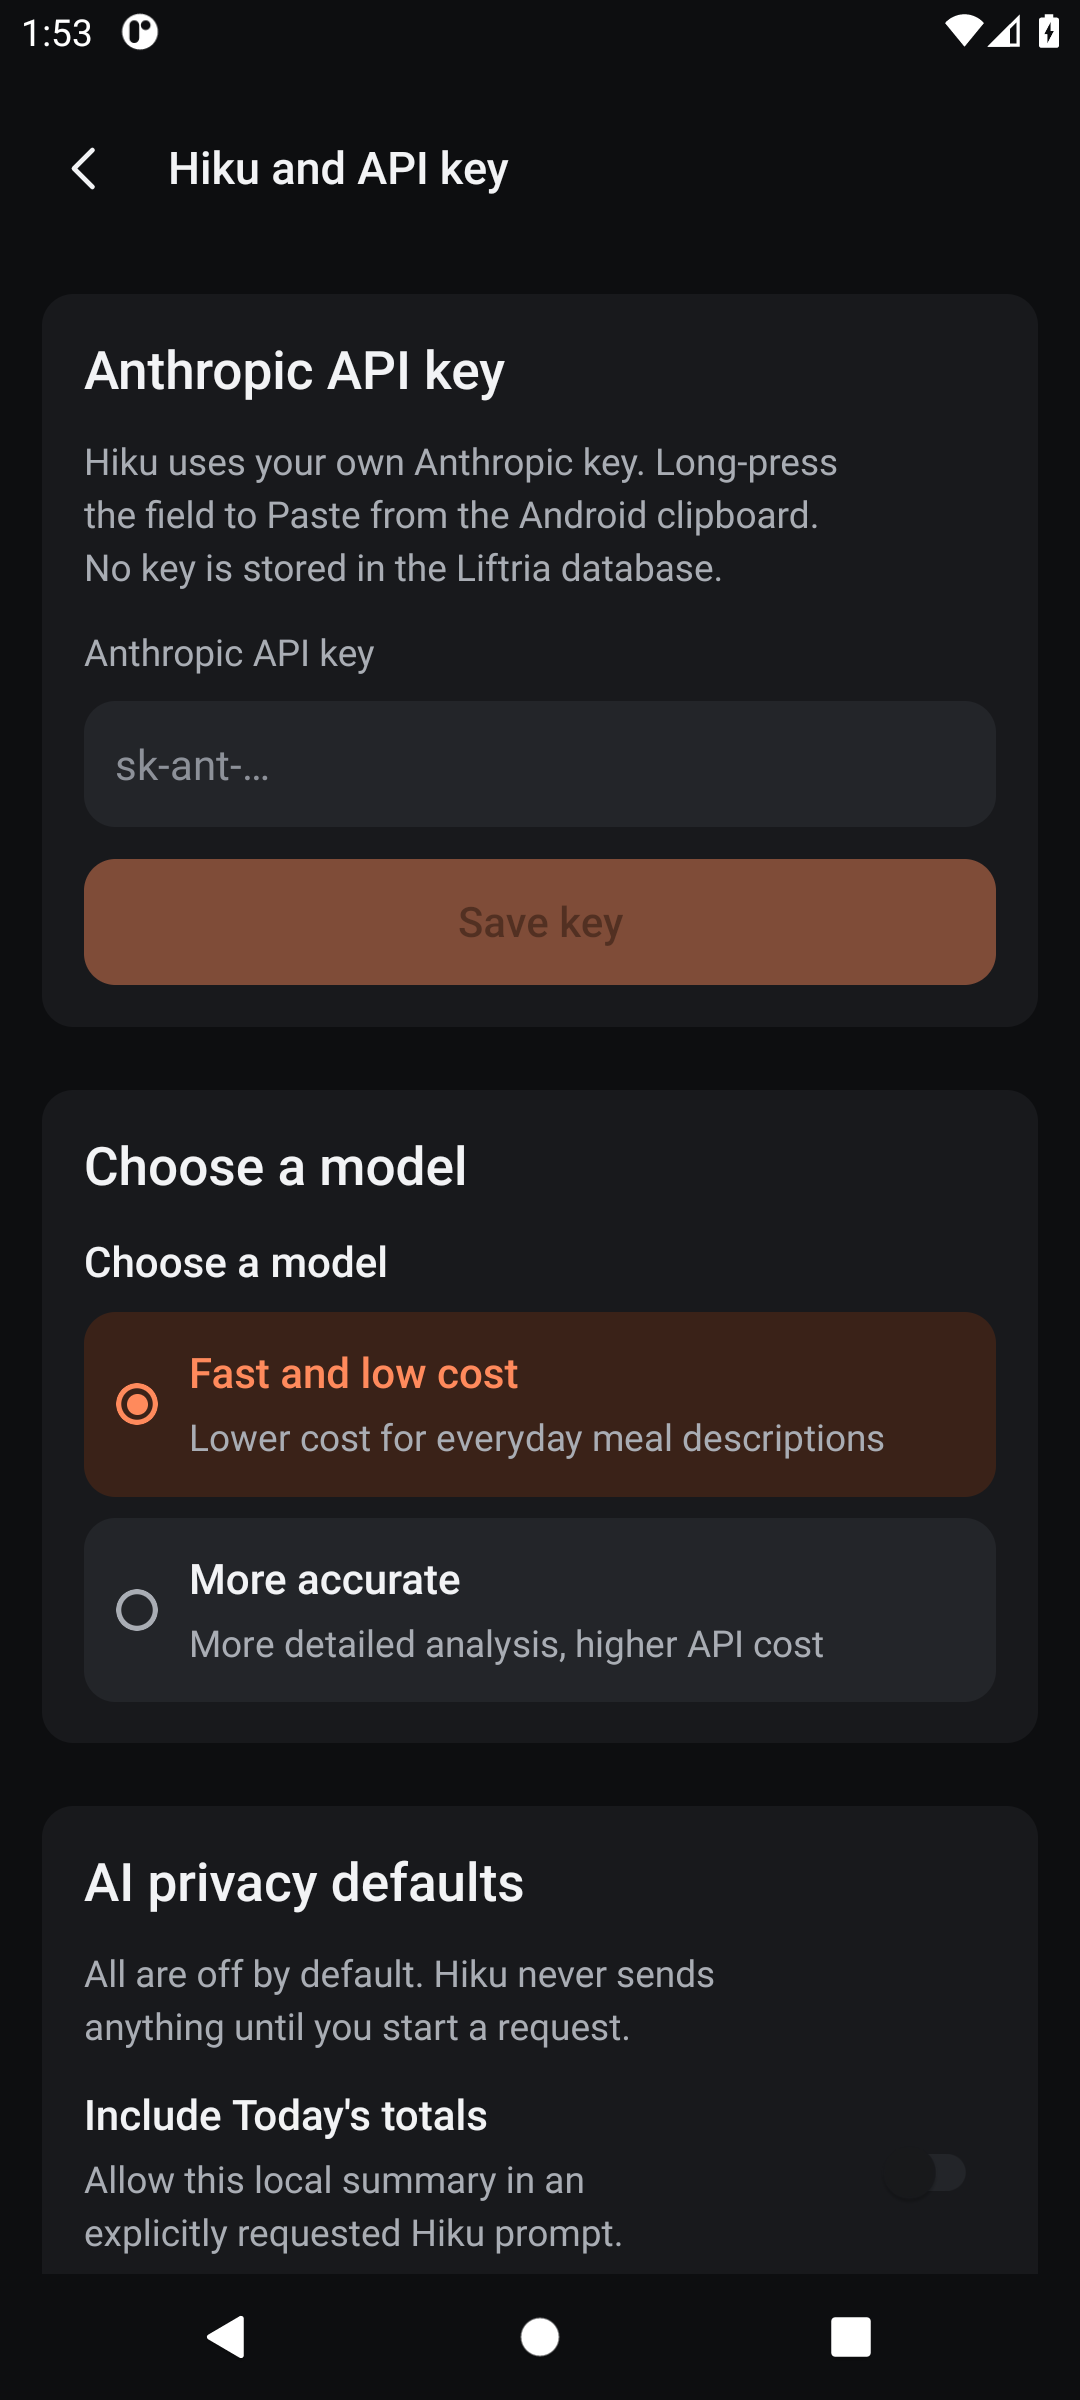 1:53
Hiku and API key
Anthropic API key
Hiku uses your own Anthropic key. Long-press
the field to Paste from the Android clipboard.
No key is stored in the Liftria database.
Anthropic API key
sk-ant-…
Save key
Choose a model
Choose a model
Fast and low cost
Lower cost for everyday meal descriptions
More accurate
More detailed analysis, higher API cost
AI privacy defaults
All are off by default. Hiku never sends
anything until you start a request.
Include Today's totals
Allow this local summary in an
explicitly requested Hiku prompt.